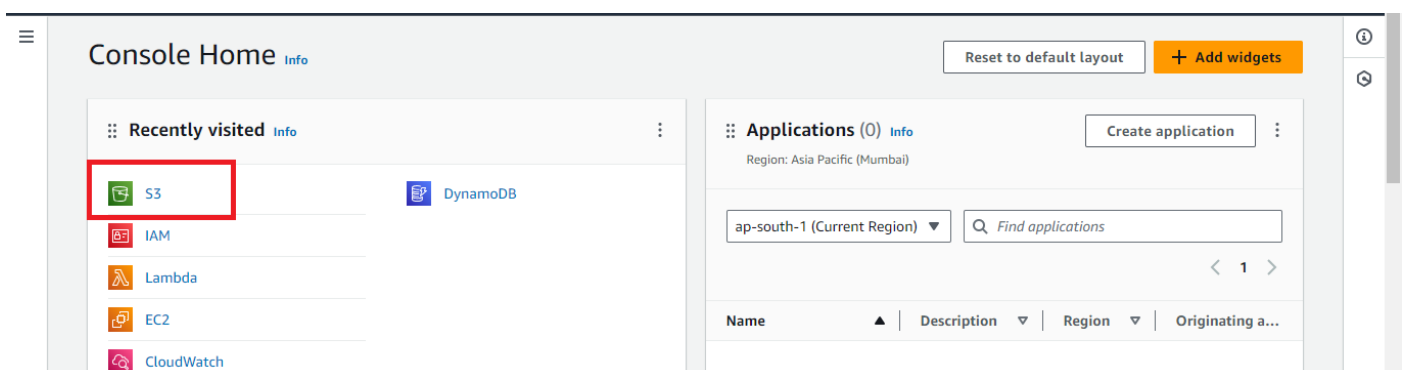 Console Home Info
Reset to default layout
+ Add widgets
Recently visited Info
S3
DynamoDB
IAM
Lambda
EC2
CloudWatch
Applications (0) Info
Create application
Region: Asia Pacific (Mumbai)
ap-south-1 (Current Region)
Find applications
1
Name Description Region Originating a...